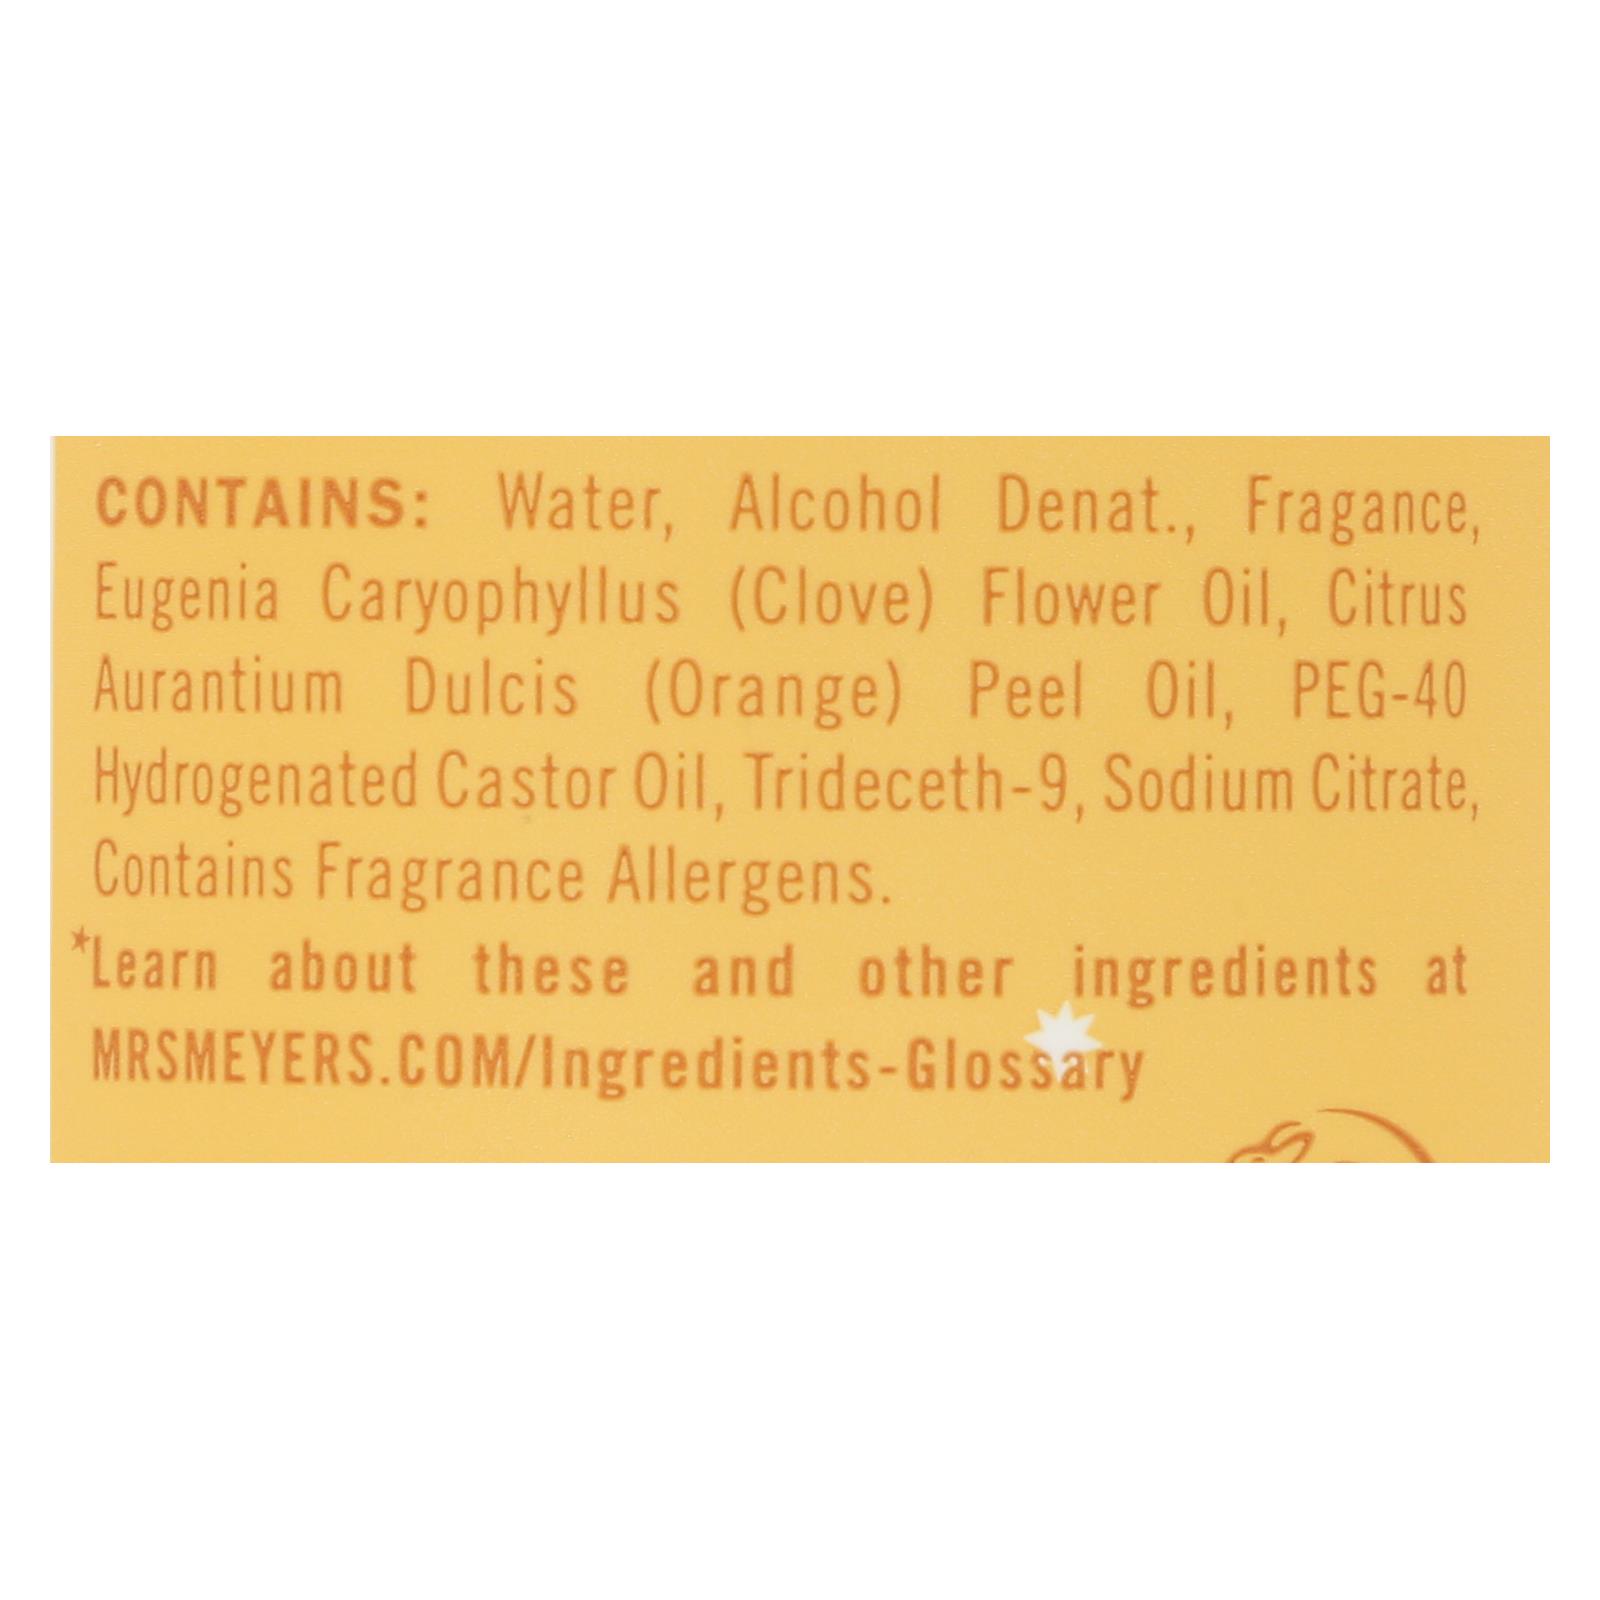 CONTAINS: Water, Alcohol Denat., Fragance,
Eugenia Caryophyllus (Clove) Flower Oil, Citrus
Aurantium Dulcis (Orange) Peel Oil, PEG-40
Hydrogenated Castor Oil, Trideceth-9, Sodium Citrate,
Contains Fragrance Allergens.
*Learn about these and other ingredients at
MRSMEYERS.COM/Ingredients-Glossary